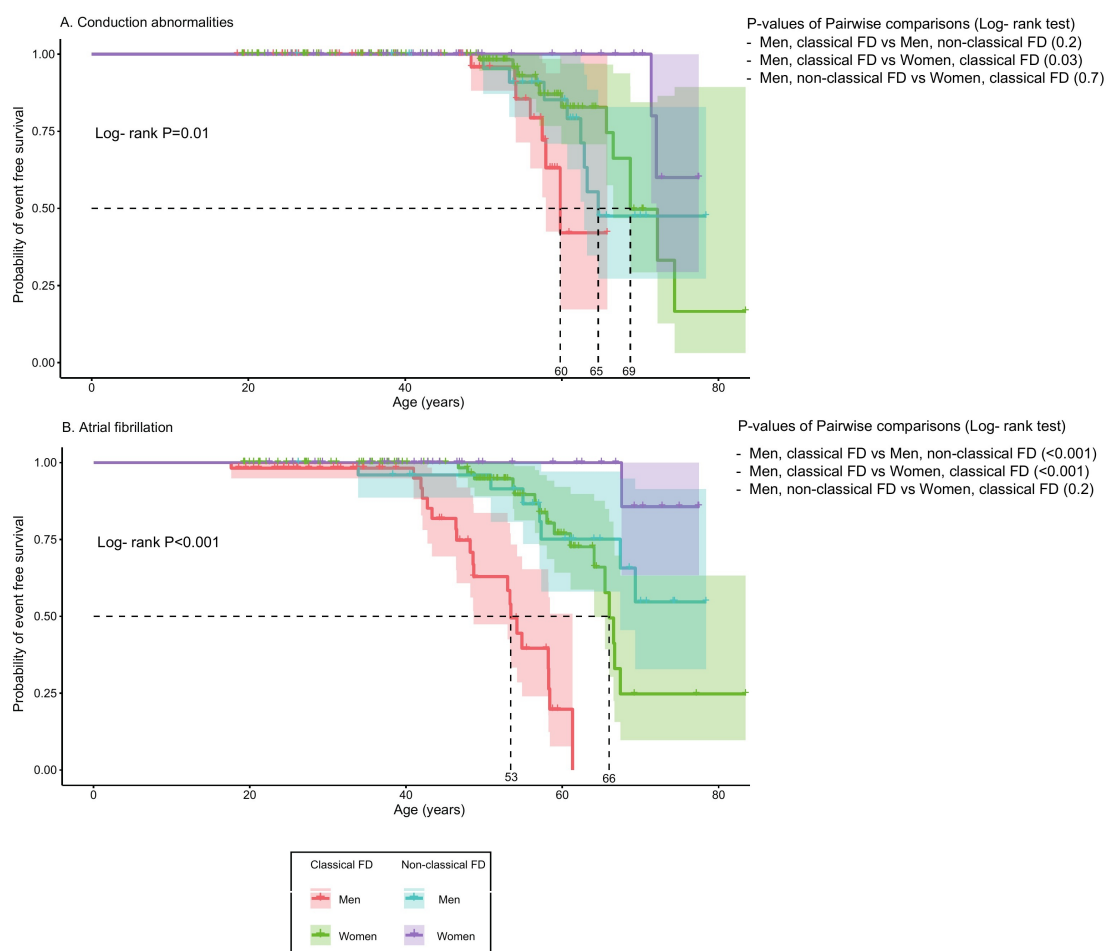 A. Conduction abnormalities
P-values of Pairwise comparisons (Log- rank test)
- Men, classical FD vs Men, non-classical FD (0.2)
- Men, classical FD vs Women, classical FD (0.03)
- Men, non-classical FD vs Women, classical FD (0.7)
Probability of event free survival
1.00
0.75
0.50
0.25
0.00
Log- rank P=0.01
60 65 69
0 20 40 80
Age (years)
B. Atrial fibrillation
P-values of Pairwise comparisons (Log- rank test)
- Men, classical FD vs Men, non-classical FD (<0.001)
- Men, classical FD vs Women, classical FD (<0.001)
- Men, non-classical FD vs Women, classical FD (0.2)
Probability of event free survival
1.00
0.75
0.50
0.25
0.00
Log- rank P<0.001
53 66
0 20 40 60 80
Age (years)
Classical FD Non-classical FD
Men Men
Women Women